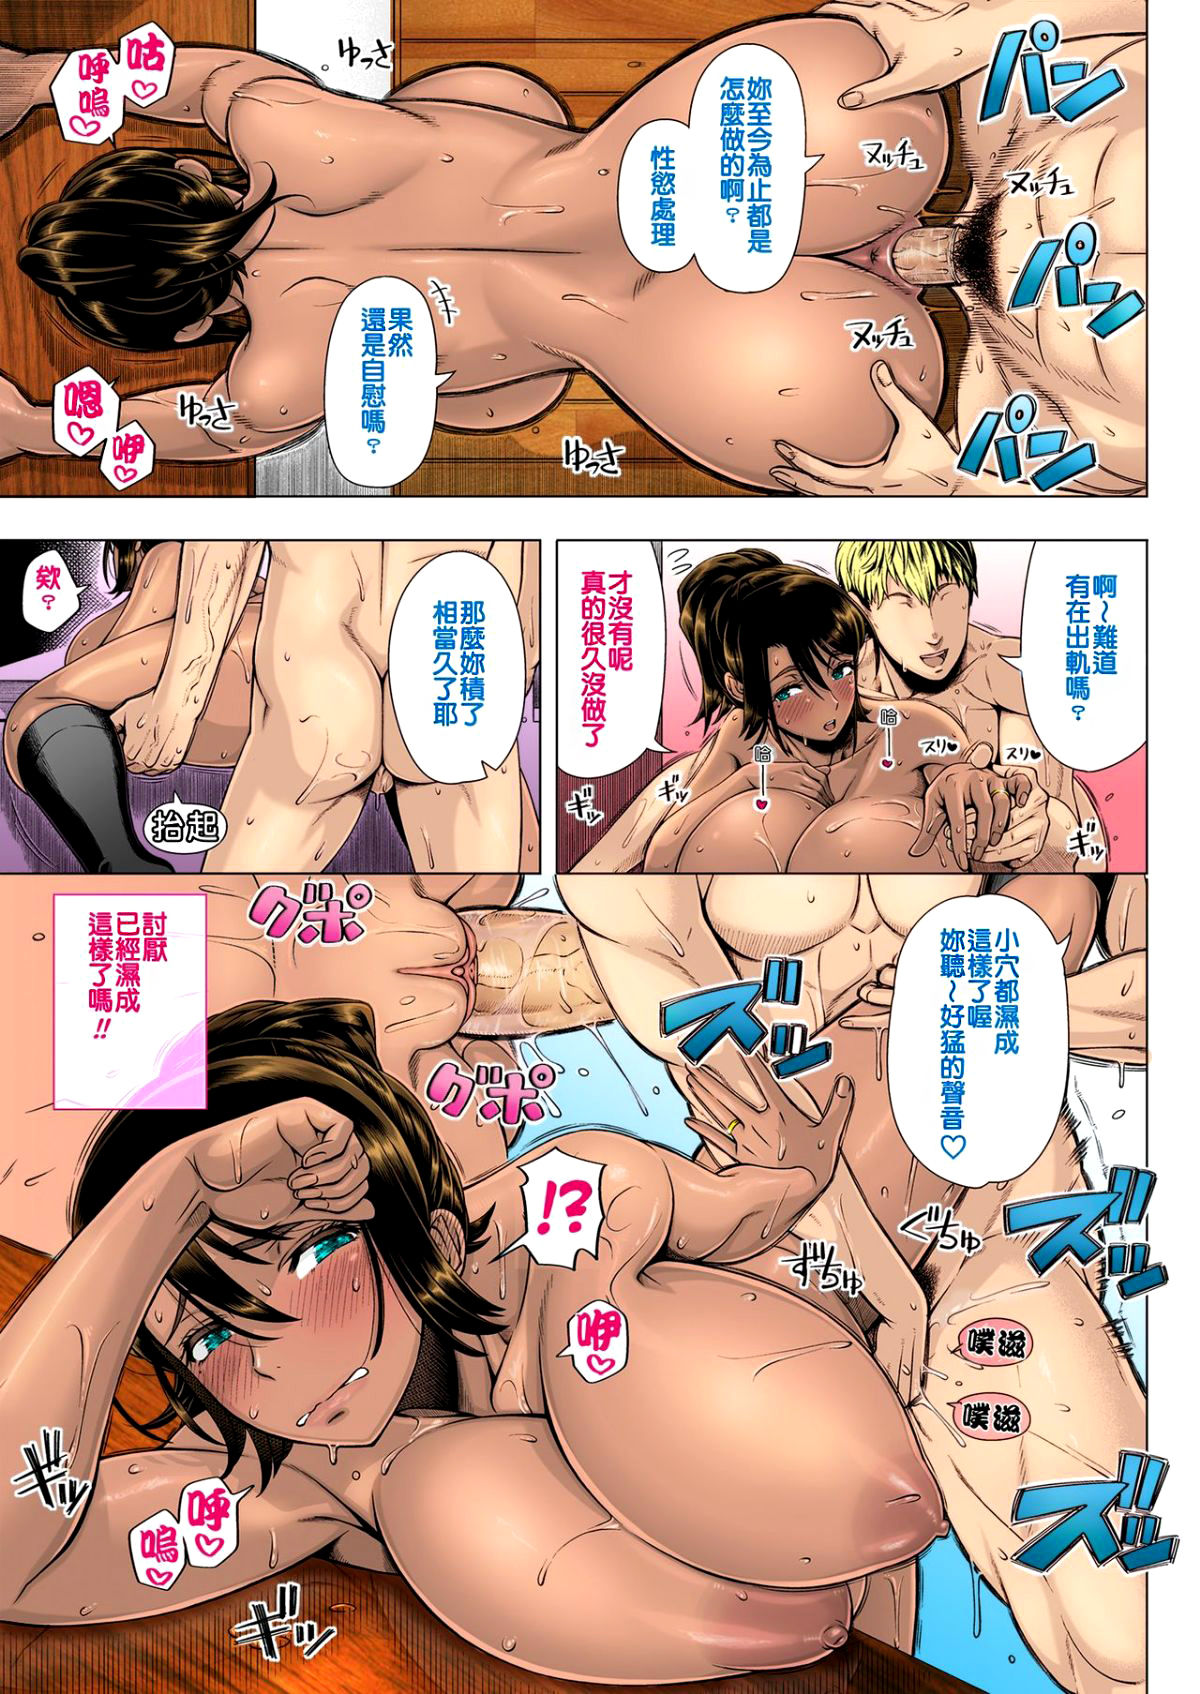 パン
パン
パン
ヌッチュ
ヌッチュ
ヌッチュ
妳至今為止都是
怎麼做的啊？
性慾處理
果然
還是自慰嗎？
ゆっさ
ゆっさ
ゆっさ
咕♡
呼嗚♡
嗯♡
咿♡
啊～難道
有在出軌嗎？
才沒有呢
真的很久沒做了
哈
哈
スリ♥
スリ♥
ギッ
ギッ
ギッ
那麼妳積了
相當久了耶
欸？
抬起
小穴都濕成
這樣了喔
妳聽～好猛的聲音♡
討厭
已經濕成
這樣了嗎!!
グポ
グポ
ズッ
ズッ
ズッ
ぐちゅ
ずちゅ
噗滋
噗滋
!?
咿♡
呼♡
嗚♡
ギシッ
ギシッ